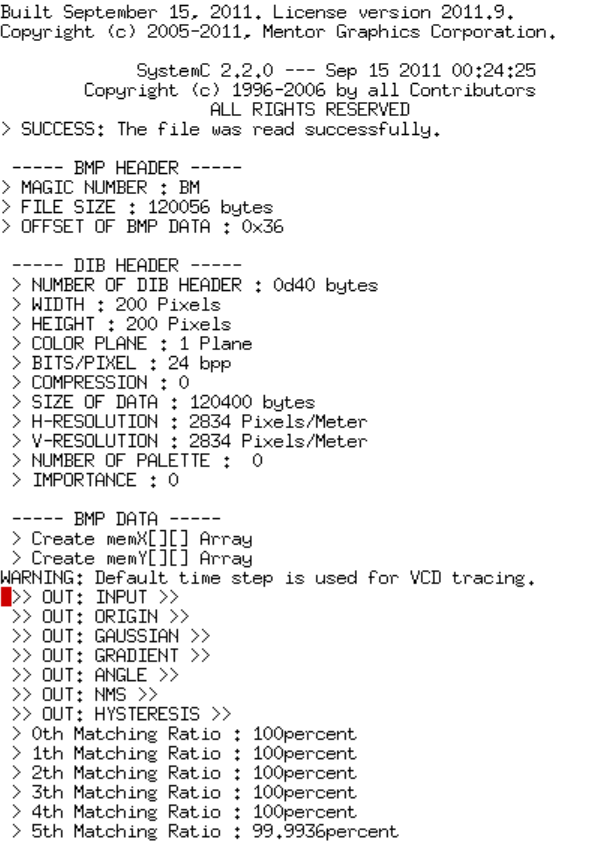 Built September 15, 2011. License version 2011.9.
Copyright (c) 2005-2011, Mentor Graphics Corporation.
SystemC 2.2.0 --- Sep 15 2011 00:24:25
Copyright (c) 1996-2006 by all Contributors
ALL RIGHTS RESERVED
> SUCCESS: The file was read successfully.
----- BMP HEADER -----
> MAGIC NUMBER : BM
> FILE SIZE : 120056 bytes
> OFFSET OF BMP DATA : 0x36
----- DIB HEADER -----
> NUMBER OF DIB HEADER : 0d40 bytes
> WIDTH : 200 Pixels
> HEIGHT : 200 Pixels
> COLOR PLANE : 1 Plane
> BITS/PIXEL : 24 bpp
> COMPRESSION : 0
> SIZE OF DATA : 120400 bytes
> H-RESOLUTION : 2834 Pixels/Meter
> V-RESOLUTION : 2834 Pixels/Meter
> NUMBER OF PALETTE :  0
> IMPORTANCE : 0
----- BMP DATA -----
> Create memX[][] Array
> Create memY[][] Array
WARNING: Default time step is used for VCD tracing.
>> OUT: INPUT >>
>> OUT: ORIGIN >>
>> OUT: GAUSSIAN >>
>> OUT: GRADIENT >>
>> OUT: ANGLE >>
>> OUT: NMS >>
>> OUT: HYSTERESIS >>
> 0th Matching Ratio : 100percent
> 1th Matching Ratio : 100percent
> 2th Matching Ratio : 100percent
> 3th Matching Ratio : 100percent
> 4th Matching Ratio : 100percent
> 5th Matching Ratio : 99.9936percent